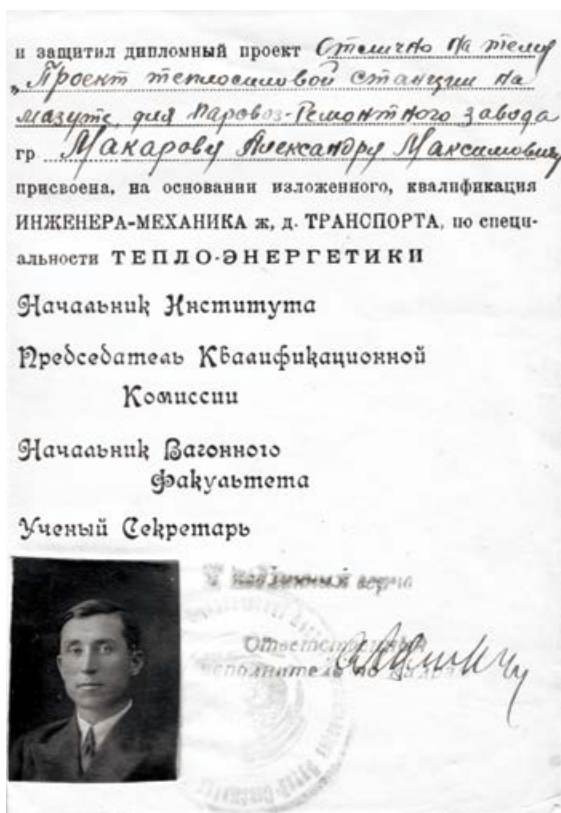 и защитил дипломный проект Отлично На тему
„Проект теплосиловой станции на
мазуте для Паровоз-Ремонтного завода
гр Макарову Александру Максимовичу
присвоена, на основании изложенного, квалификация
ИНЖЕНЕРА-МЕХАНИКА ж. д. ТРАНСПОРТА, по специ-
альности ТЕПЛО-ЭНЕРГЕТИКИ
Начальник Института
Председатель Квалификационной
Комиссии
Начальник Вагонного
Факультета
Ученый Секретарь
верно
Ответственный
исполнитель по